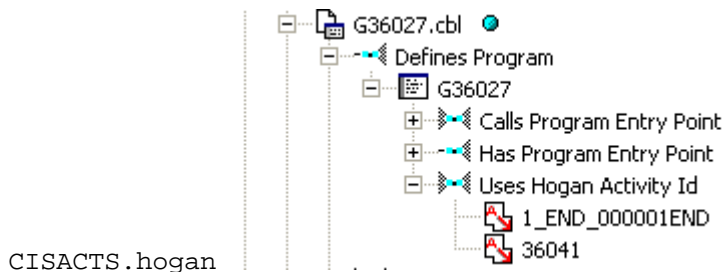 G36027.cbl
Defines Program
G36027
Calls Program Entry Point
Has Program Entry Point
Uses Hogan Activity Id
1_END_000001END
36041
CISACTS.hogan